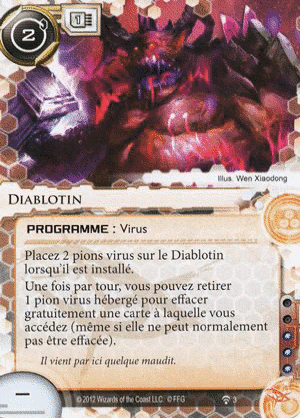 2
1
Illus. Wen Xiaodong
DIABLOTIN
PROGRAMME : Virus
Placez 2 pions virus sur le Diablotin
lorsqu'il est installé.
Une fois par tour, vous pouvez retirer
1 pion virus hébergé pour effacer
gratuitement une carte à laquelle vous
accédez (même si elle ne peut normalement
pas être effacée).
Il vient par ici quelque maudit.
–
© 2012 Wizards of the Coast LLC. © FFG
3